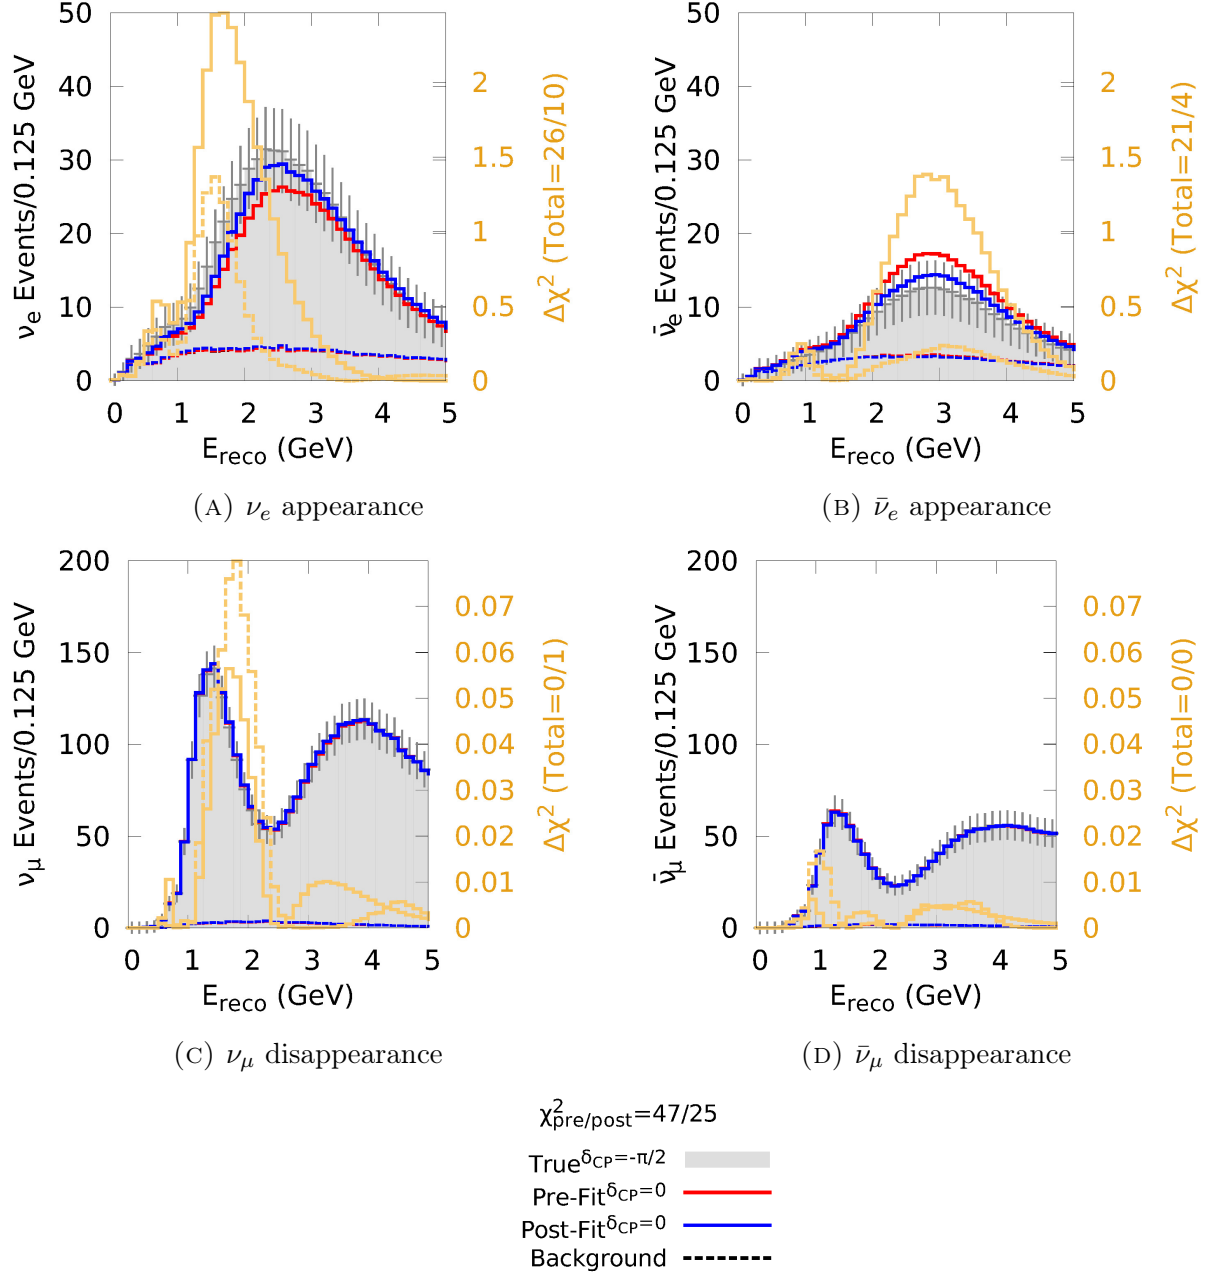 50
40
30
20
10
0
νe Events/0.125 GeV
2
1.5
1
0.5
0
Δχ² (Total=26/10)
0 1 2 3 4 5
Ereco (GeV)
(A) νe appearance
50
40
30
20
10
0
ν̄e Events/0.125 GeV
2
1.5
1
0.5
0
Δχ² (Total=21/4)
0 1 2 3 4 5
Ereco (GeV)
(B) ν̄e appearance
200
150
100
50
0
νμ Events/0.125 GeV
0.07
0.06
0.05
0.04
0.03
0.02
0.01
0
Δχ² (Total=0/1)
0 1 2 3 4 5
Ereco (GeV)
(C) νμ disappearance
200
150
100
50
0
ν̄μ Events/0.125 GeV
0.07
0.06
0.05
0.04
0.03
0.02
0.01
0
Δχ² (Total=0/0)
0 1 2 3 4 5
Ereco (GeV)
(D) ν̄μ disappearance
χ²pre/post=47/25
True δCP=-π/2
Pre-Fit δCP=0
Post-Fit δCP=0
Background